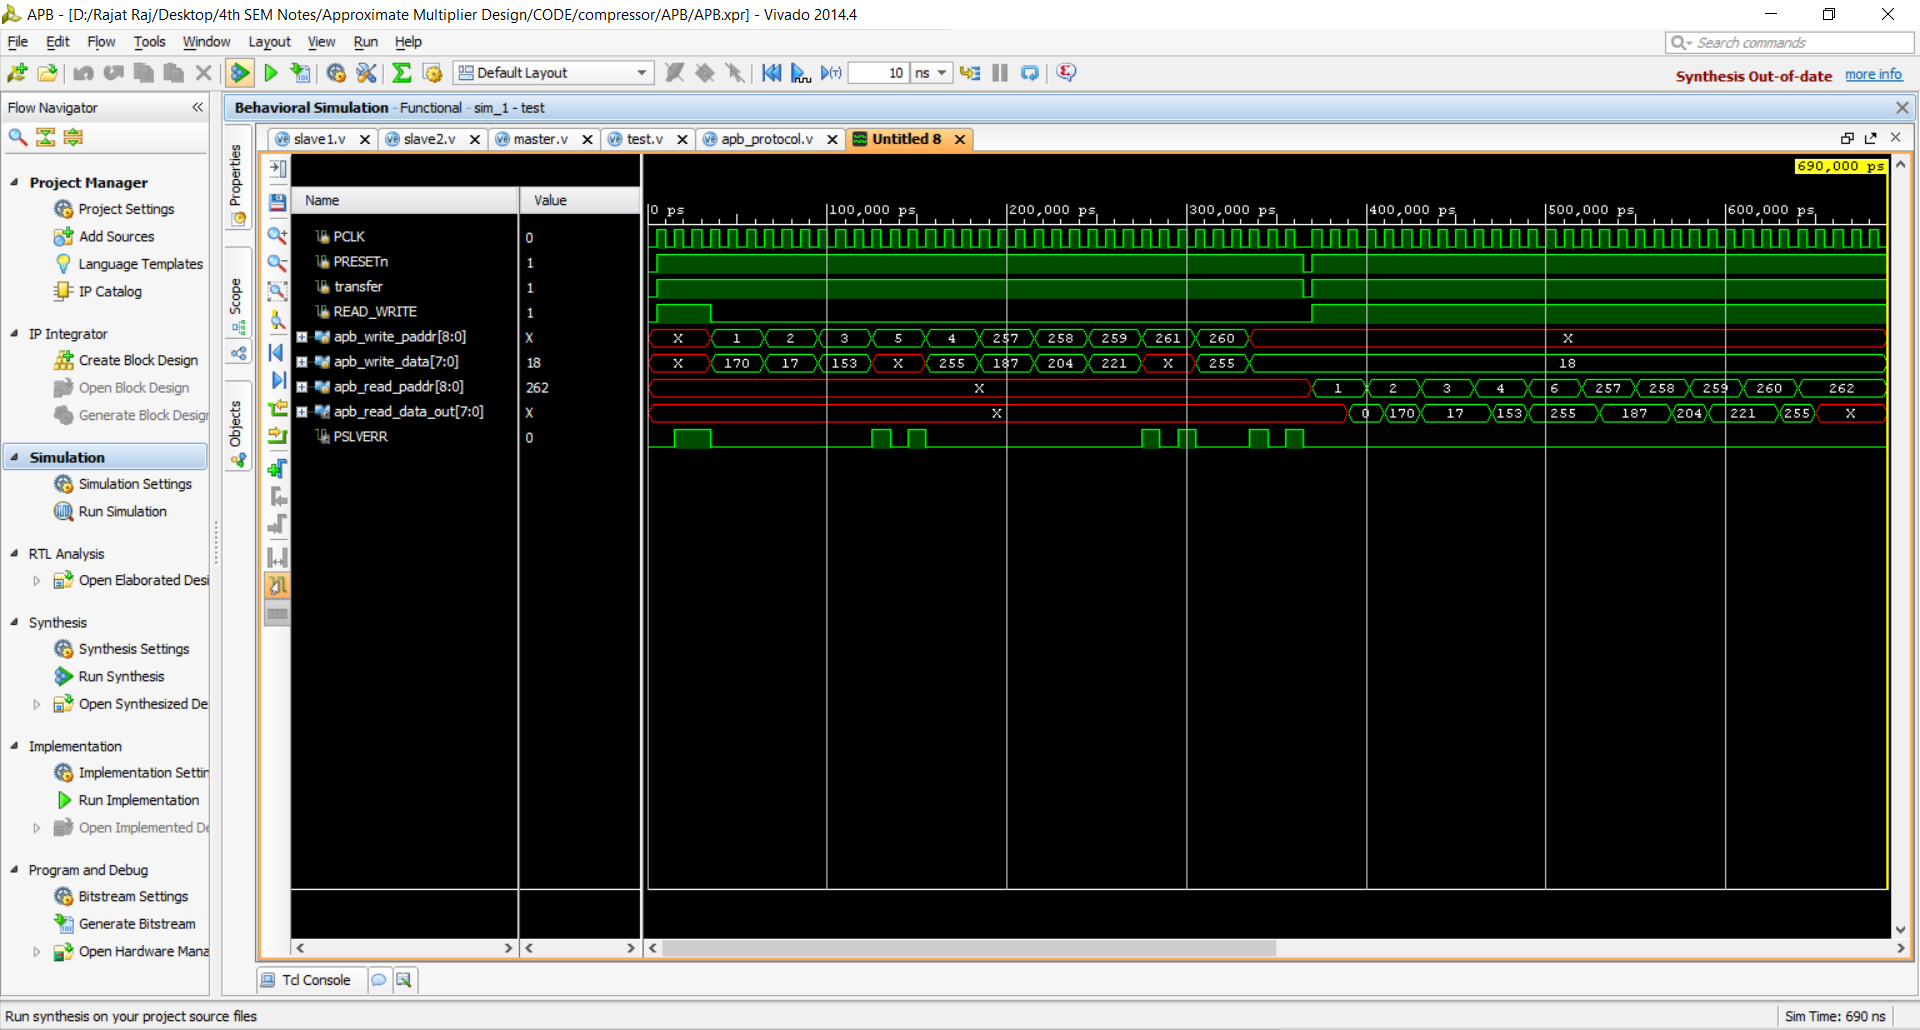 APB - [D:/Rajat Raj/Desktop/4th SEM Notes/Approximate Multiplier Design/CODE/compressor/APB/APB.xpr] - Vivado 2014.4
File Edit Flow Tools Window Layout View Run Help
Search commands
Default Layout
10 ns
Synthesis Out-of-date more info
Flow Navigator
Behavioral Simulation - Functional - sim_1 - test
slave1.v slave2.v master.v test.v apb_protocol.v Untitled 8
Project Manager
Project Settings
Add Sources
Language Templates
IP Catalog
IP Integrator
Create Block Design
Open Block Design
Generate Block Design
Simulation
Simulation Settings
Run Simulation
RTL Analysis
Open Elaborated Desi
Synthesis
Synthesis Settings
Run Synthesis
Open Synthesized De
Implementation
Implementation Settin
Run Implementation
Open Implemented De
Program and Debug
Bitstream Settings
Generate Bitstream
Open Hardware Mana
Properties
Scope
Objects
690,000 ps
Name Value
0 ps 100,000 ps 200,000 ps 300,000 ps 400,000 ps 500,000 ps 600,000 ps
PCLK 0
PRESETn 1
transfer 1
READ_WRITE 1
apb_write_paddr[8:0] X X 1 2 3 5 4 257 258 259 261 260 X
apb_write_data[7:0] 18 X 170 17 153 X 255 187 204 221 X 255 18
apb_read_paddr[8:0] 262 X 1 2 3 4 6 257 258 259 260 262
apb_read_data_out[7:0] X X 0 170 17 153 255 187 204 221 255 X
PSLVERR 0
Tcl Console
Run synthesis on your project source files
Sim Time: 690 ns